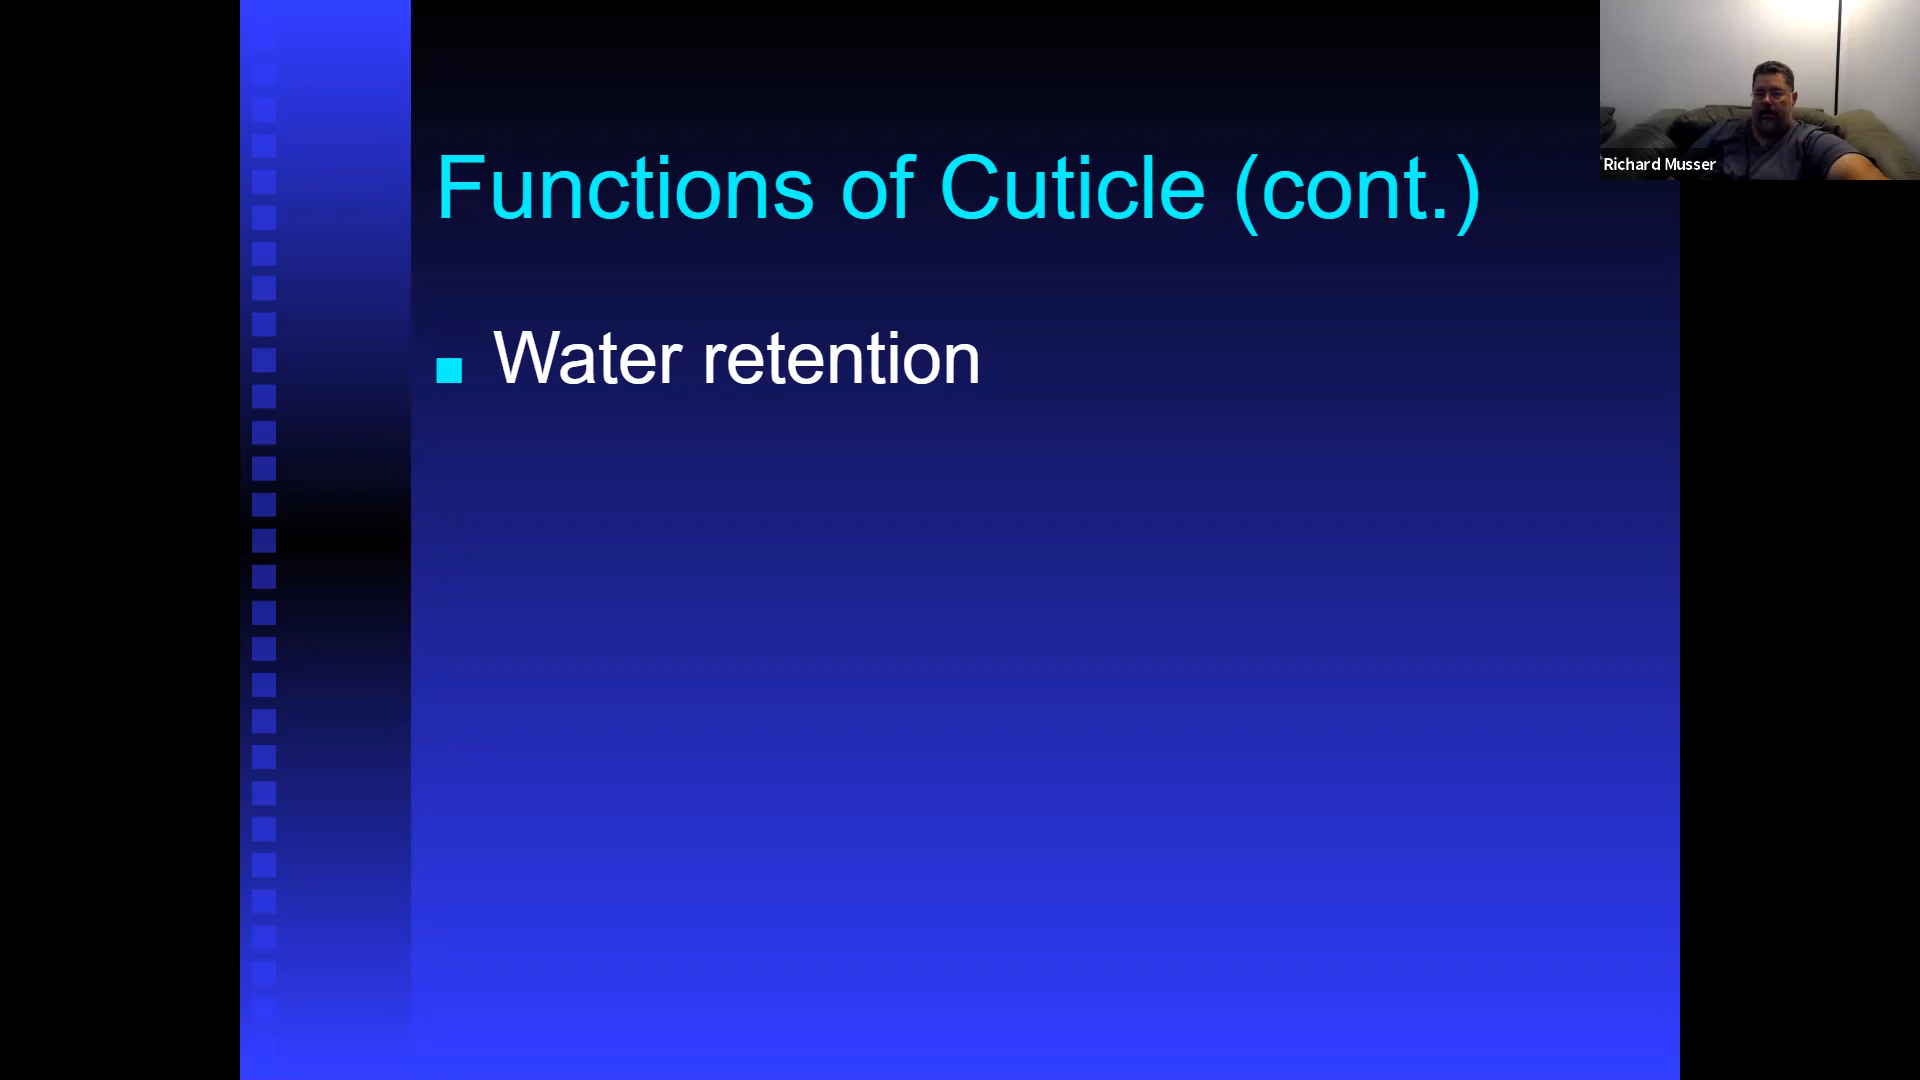 Functions of Cuticle (cont.)
Water retention
Richard Musser